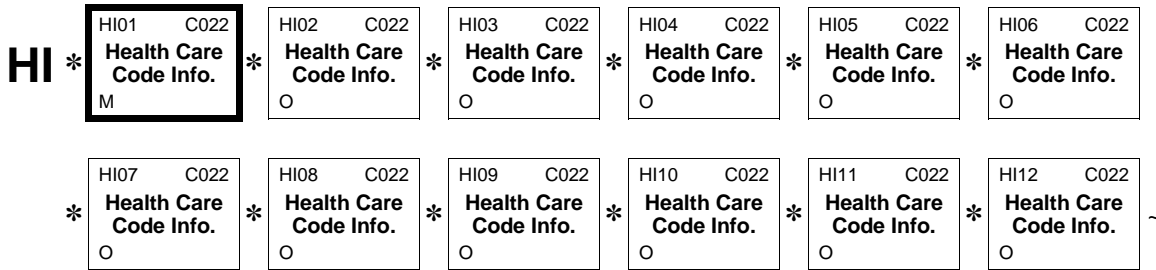 HI01 C022 HI02 C022 HI03 C022 HI04 C022 HI05 C022 HI06 C022
HI * Health Care * Health Care * Health Care * Health Care * Health Care * Health Care
Code Info. Code Info. Code Info. Code Info. Code Info. Code Info.
M O O O O O
HI07 C022 HI08 C022 HI09 C022 HI10 C022 HI11 C022 HI12 C022
* Health Care * Health Care * Health Care * Health Care * Health Care * Health Care ~
Code Info. Code Info. Code Info. Code Info. Code Info. Code Info.
O O O O O O